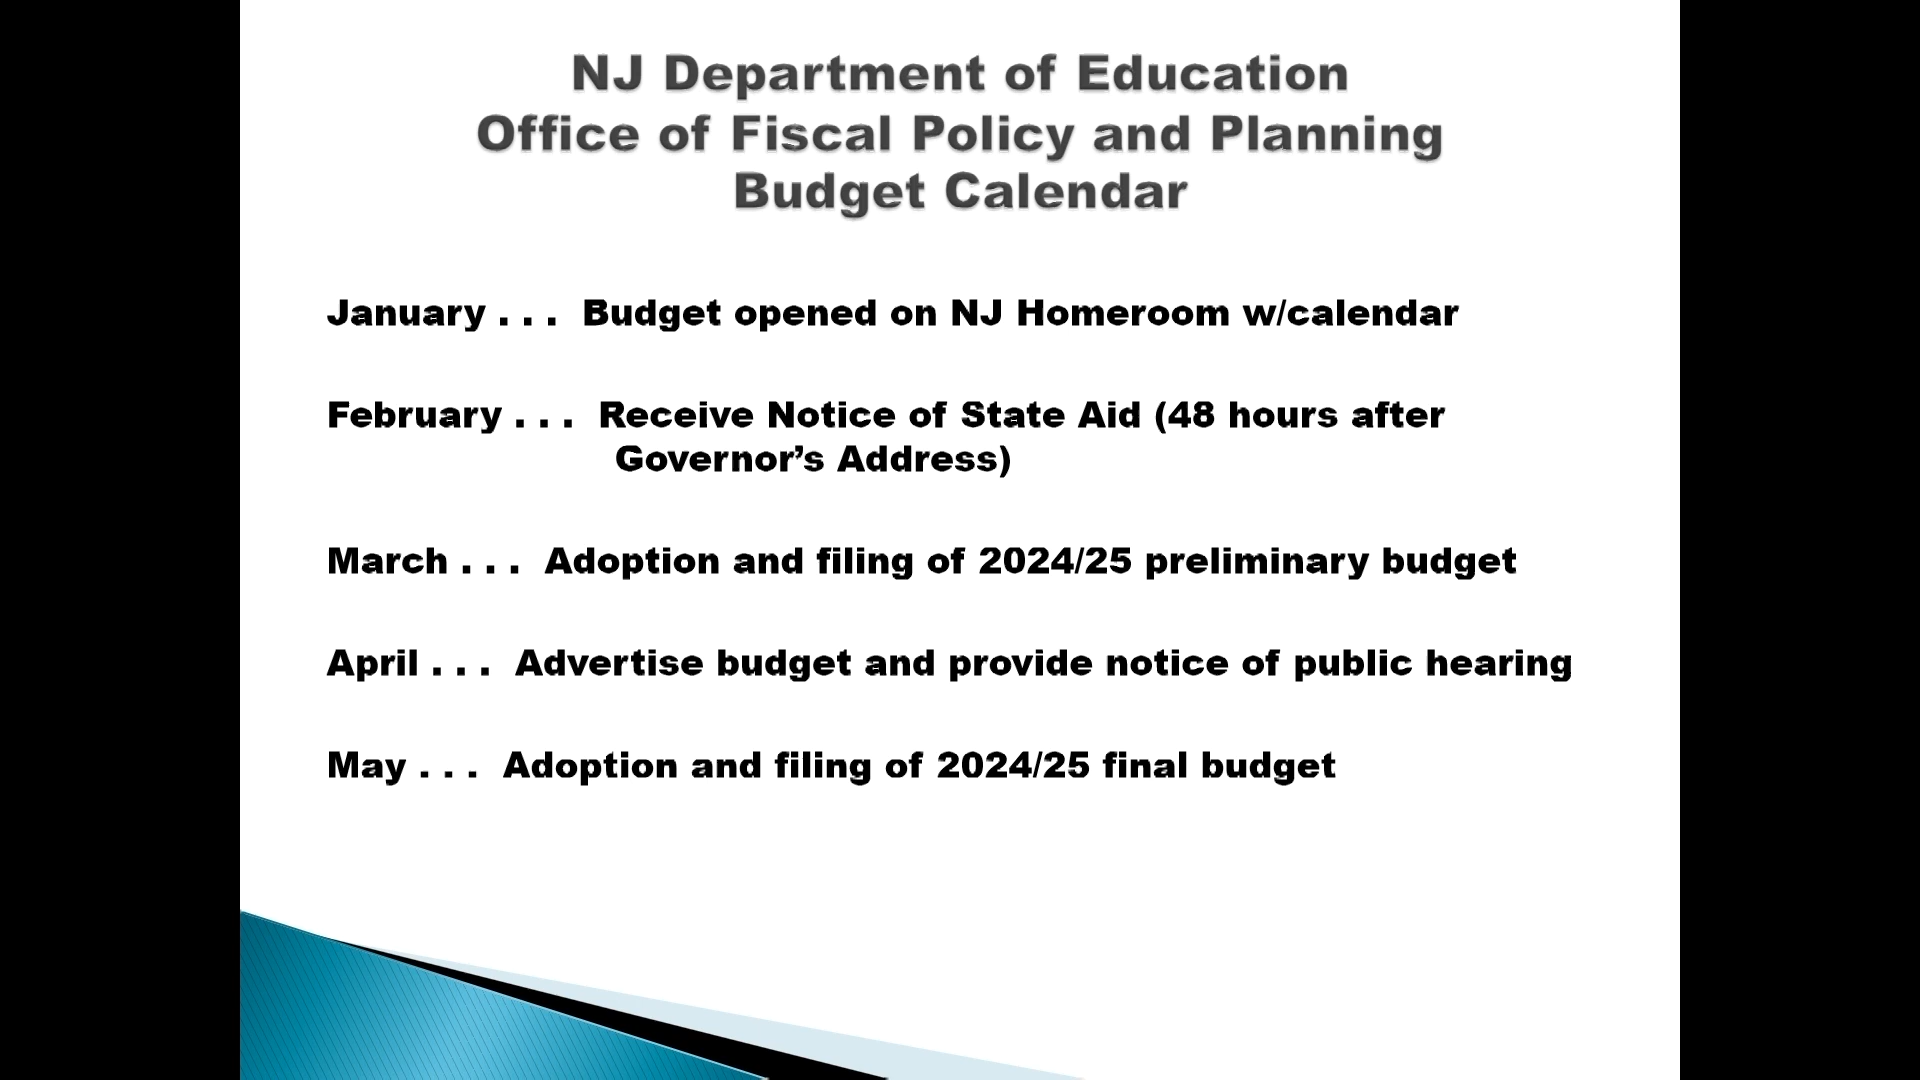 NJ Department of Education
Office of Fiscal Policy and Planning
Budget Calendar
January . . . Budget opened on NJ Homeroom w/calendar
February . . . Receive Notice of State Aid (48 hours after
Governor’s Address)
March . . . Adoption and filing of 2024/25 preliminary budget
April . . . Advertise budget and provide notice of public hearing
May . . . Adoption and filing of 2024/25 final budget